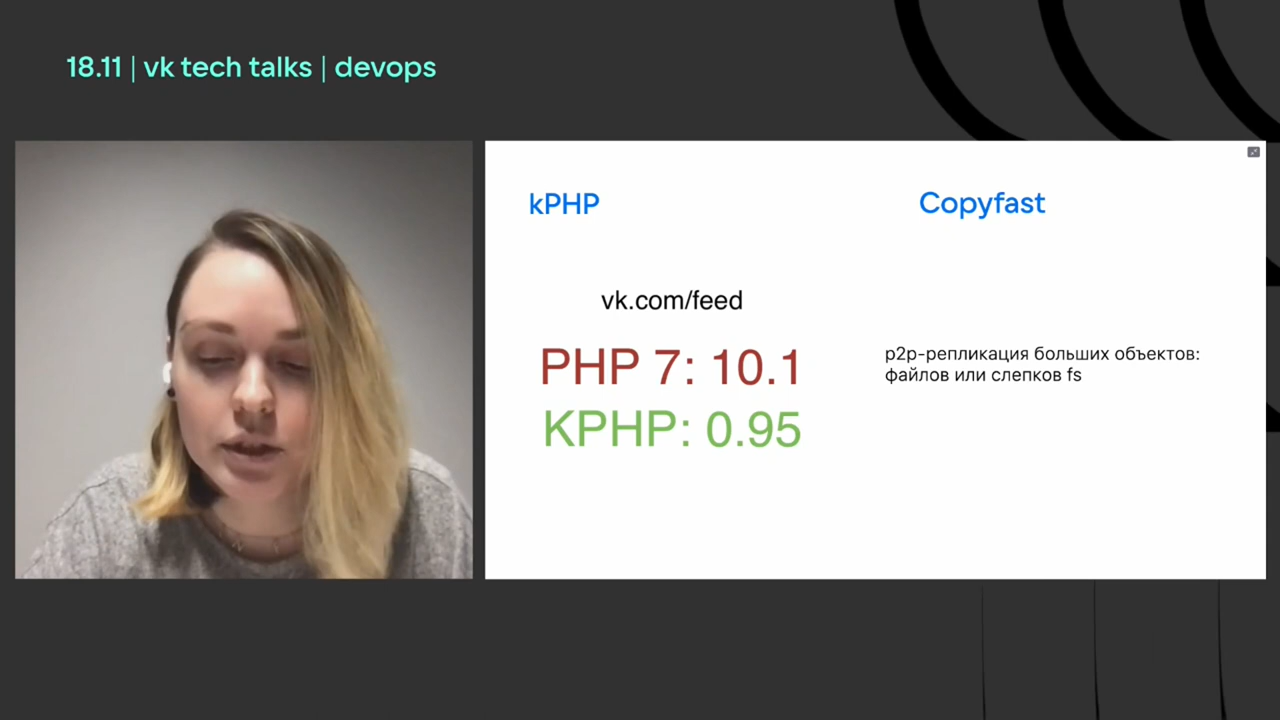 18.11 | vk tech talks | devops
kPHP
Copyfast
vk.com/feed
PHP 7: 10.1
KPHP: 0.95
p2p-репликация больших объектов:
файлов или слепков fs